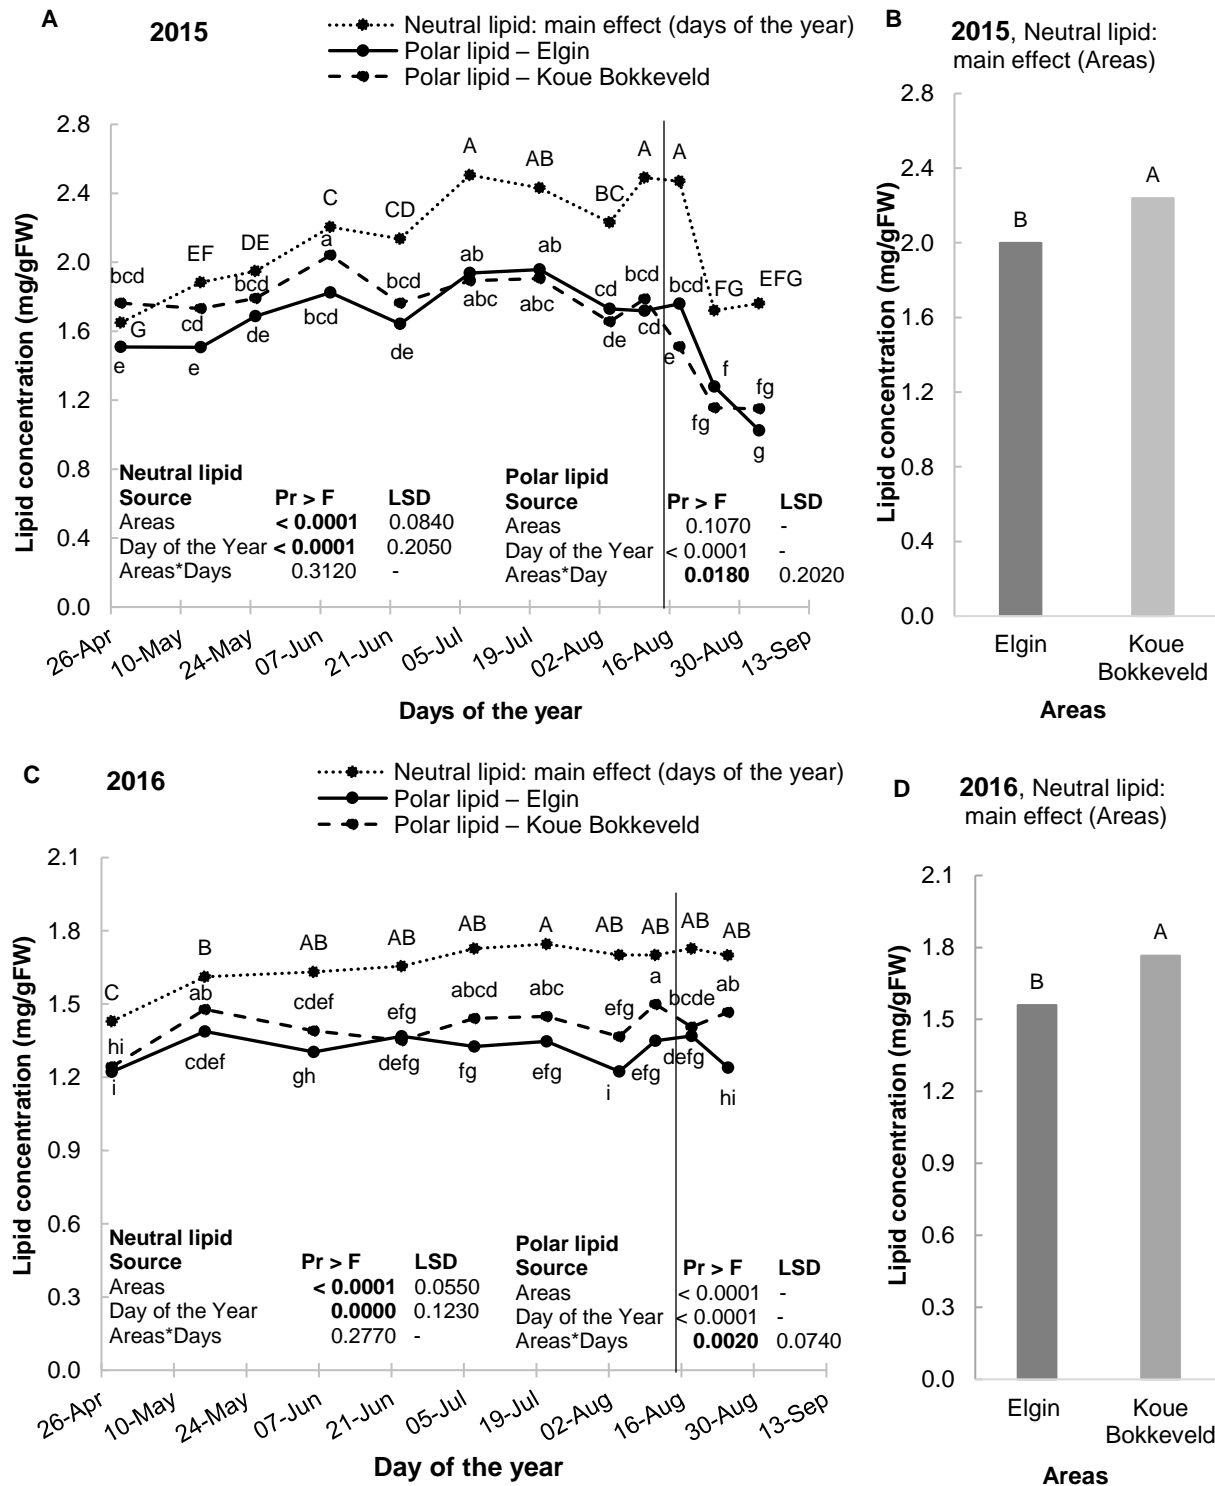 A
2015
Neutral lipid: main effect (days of the year)
Polar lipid – Elgin
Polar lipid – Koue Bokkeveld
Lipid concentration (mg/gFW)
2.8
2.4
2.0
1.6
1.2
0.8
0.4
0.0
A
AB
A
A
C
CD
BC
DE
EF
G
FG
EFG
bcd
cd
bcd
a
bcd
ab
ab
abc
abc
cd
bcd
bcd
e
e
de
bcd
de
de
cd
e
f
fg
fg
g
Neutral lipid
Source Pr > F LSD
Areas < 0.0001 0.0840
Day of the Year < 0.0001 0.2050
Areas*Days 0.3120 -
Polar lipid
Source Pr > F LSD
Areas 0.1070 -
Day of the Year < 0.0001 -
Areas*Day 0.0180 0.2020
26-Apr
10-May
24-May
07-Jun
21-Jun
05-Jul
19-Jul
02-Aug
16-Aug
30-Aug
13-Sep
Days of the year
B
2015, Neutral lipid:
main effect (Areas)
Lipid concentration (mg/gFW)
2.8
2.4
2.0
1.6
1.2
0.8
0.4
0.0
B
A
Elgin
Koue
Bokkeveld
Areas
C
2016
Neutral lipid: main effect (days of the year)
Polar lipid – Elgin
Polar lipid – Koue Bokkeveld
Lipid concentration (mg/gFW)
2.1
1.8
1.5
1.2
0.9
0.6
0.3
0.0
C
B
AB
AB
AB
A
AB
AB
AB
AB
hi
ab
cdef
efg
abcd
abc
efg
a
bcde
ab
i
cdef
gh
defg
fg
efg
i
efg
defg
hi
Neutral lipid
Source Pr > F LSD
Areas < 0.0001 0.0550
Day of the Year 0.0000 0.1230
Areas*Days 0.2770 -
Polar lipid
Source Pr > F LSD
Areas < 0.0001 -
Day of the Year < 0.0001 -
Areas*Days 0.0020 0.0740
26-Apr
10-May
24-May
07-Jun
21-Jun
05-Jul
19-Jul
02-Aug
16-Aug
30-Aug
13-Sep
Day of the year
D
2016, Neutral lipid:
main effect (Areas)
Lipid concentration (mg/gFW)
2.1
1.8
1.5
1.2
0.9
0.6
0.3
0.0
B
A
Elgin
Koue
Bokkeveld
Areas